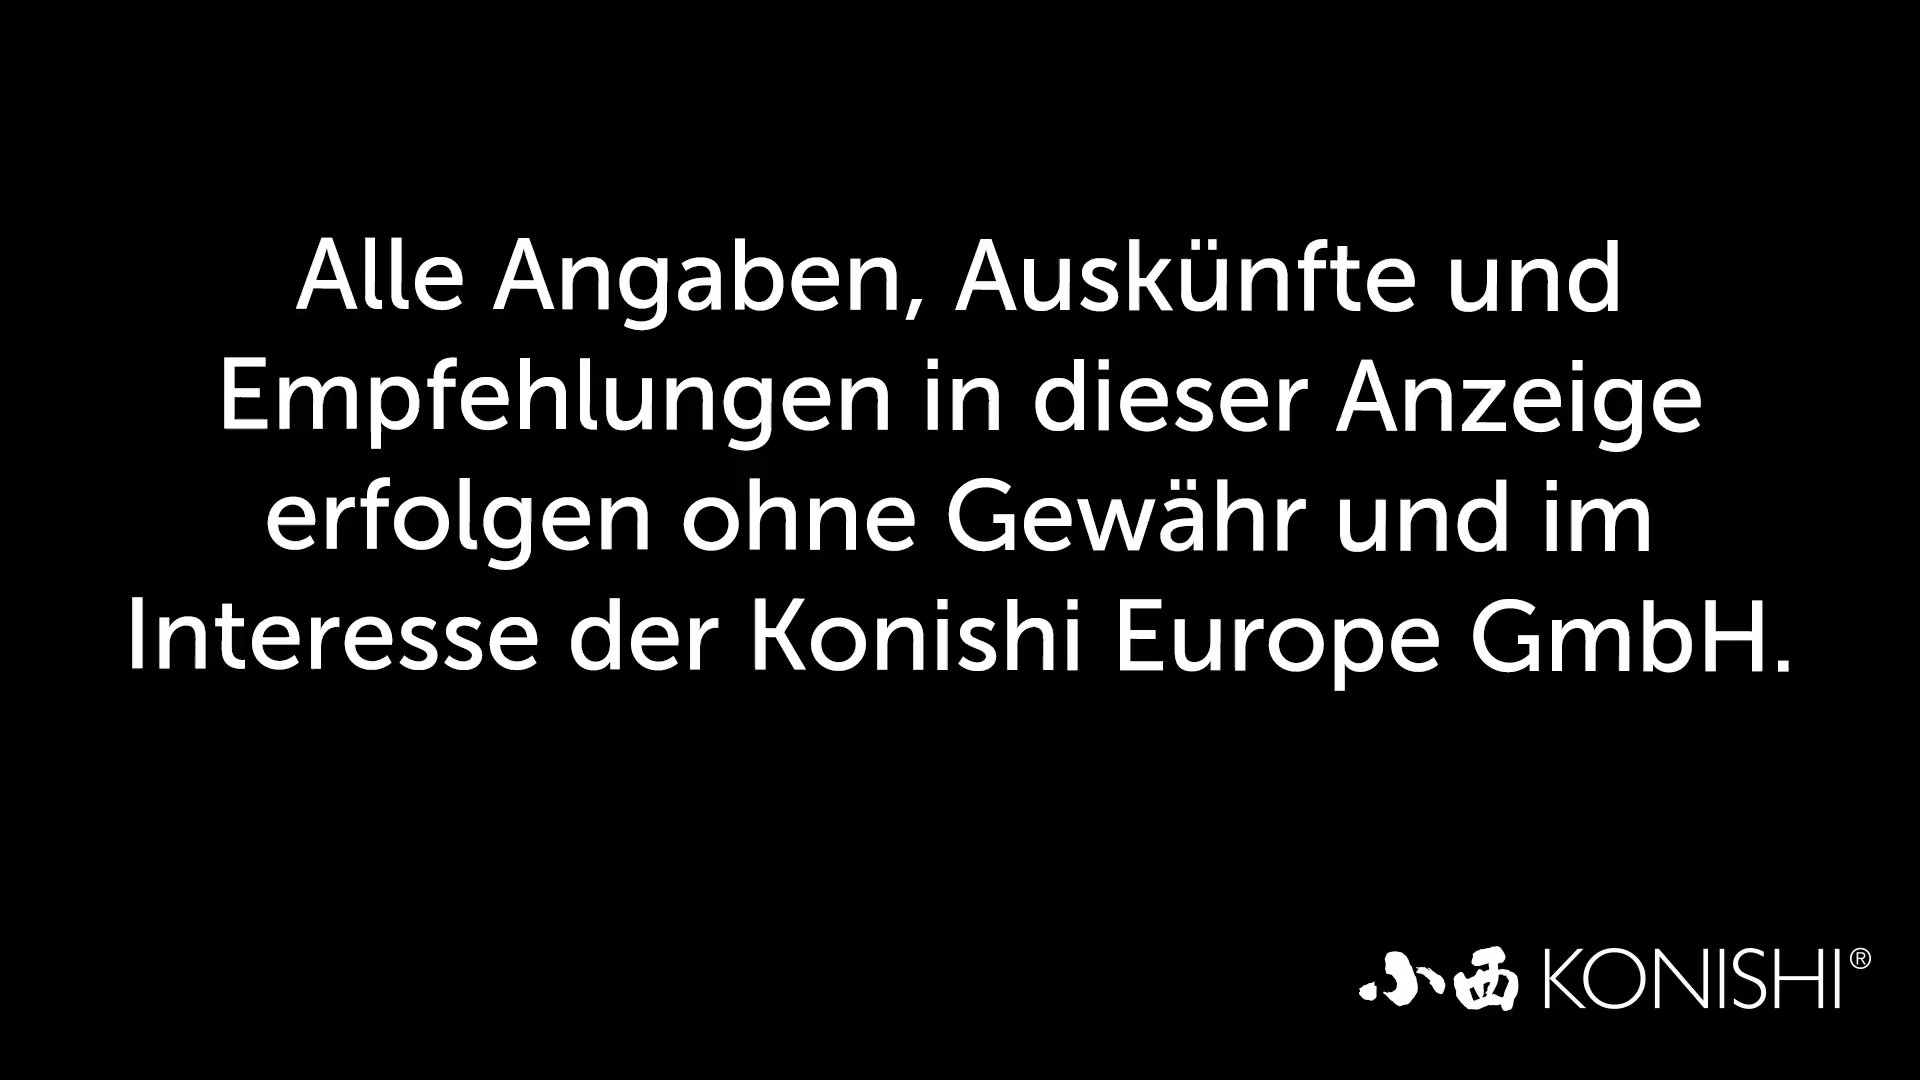 Alle Angaben, Auskünfte und
Empfehlungen in dieser Anzeige
erfolgen ohne Gewähr und im
Interesse der Konishi Europe GmbH.
小西 KONISHI®